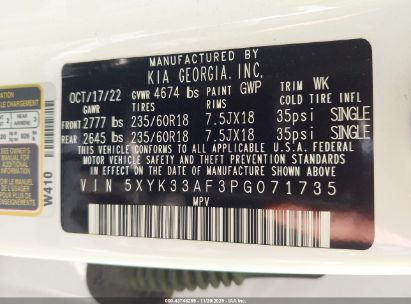 MANUFACTURED BY
KIA GEORGIA, INC.
OCT/17/22 GVWR 4674 lbs PAINT GWP TRIM WK
GAWR TIRES RIMS COLD TIRE INFL
FRONT 2777 lbs 235/60R18 7.5JX18 35psi SINGLE
REAR 2645 lbs 235/60R18 7.5JX18 35psi SINGLE
THIS VEHICLE CONFORMS TO ALL APPLICABLE U.S.A. FEDERAL
MOTOR VEHICLE SAFETY STANDARDS IN EFFECT
ON THE DATE OF MANUFACTURE SHOWN ABOVE.
VIN 5XYK33AF3PG071735
MPV
W410